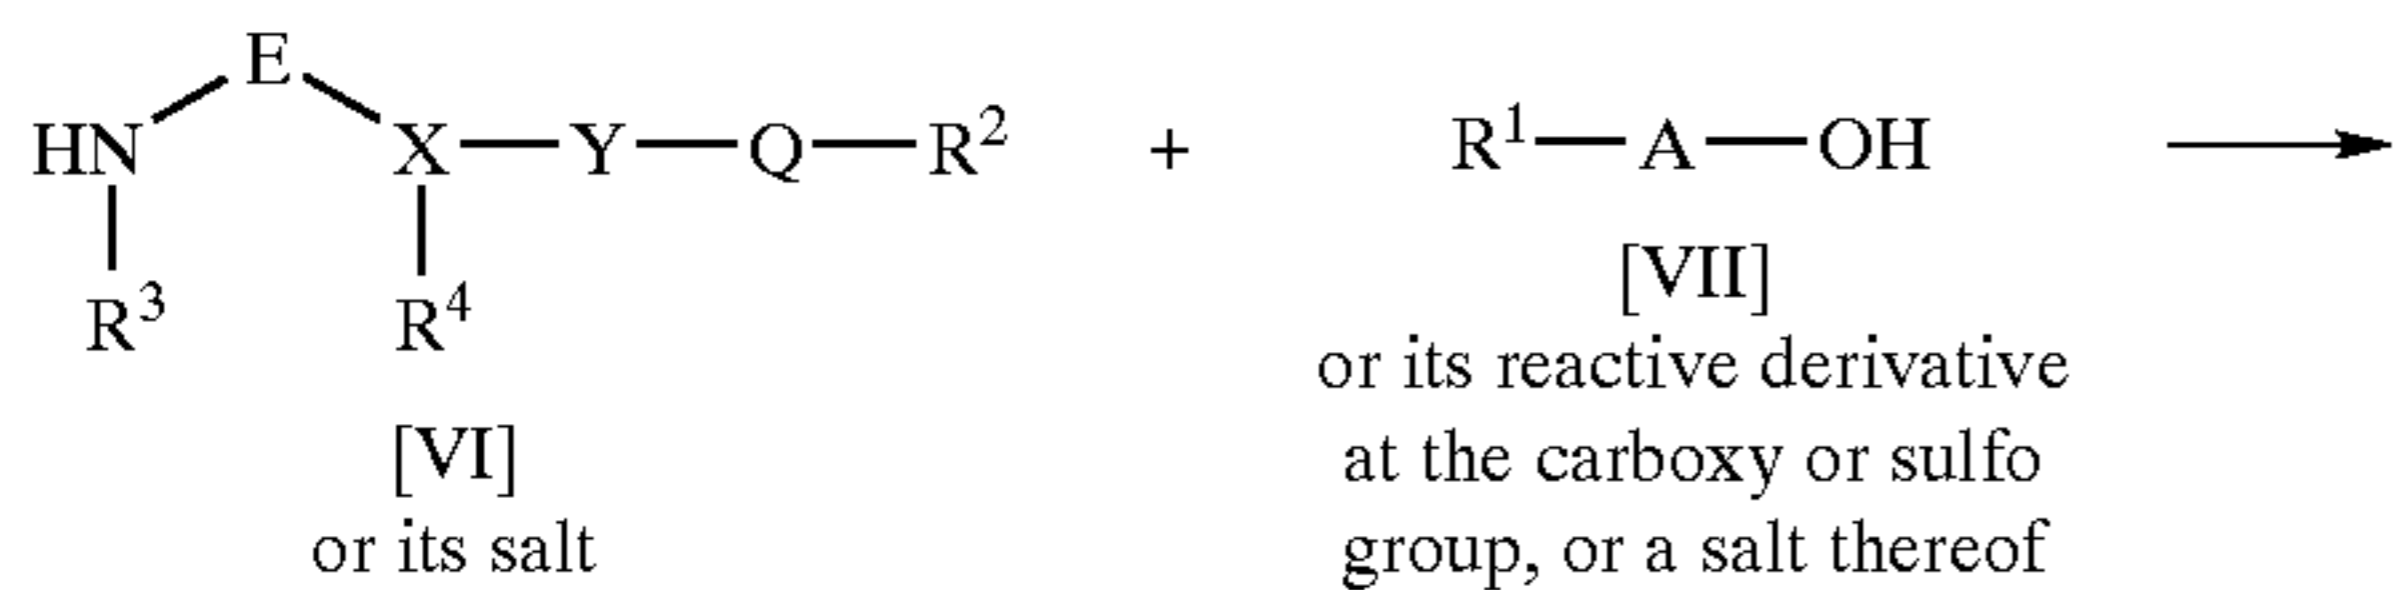 E
HN X—Y—Q—R² + R¹—A—OH ⟶
R³ R⁴
[VI]
or its salt
[VII]
or its reactive derivative
at the carboxy or sulfo
group, or a salt thereof